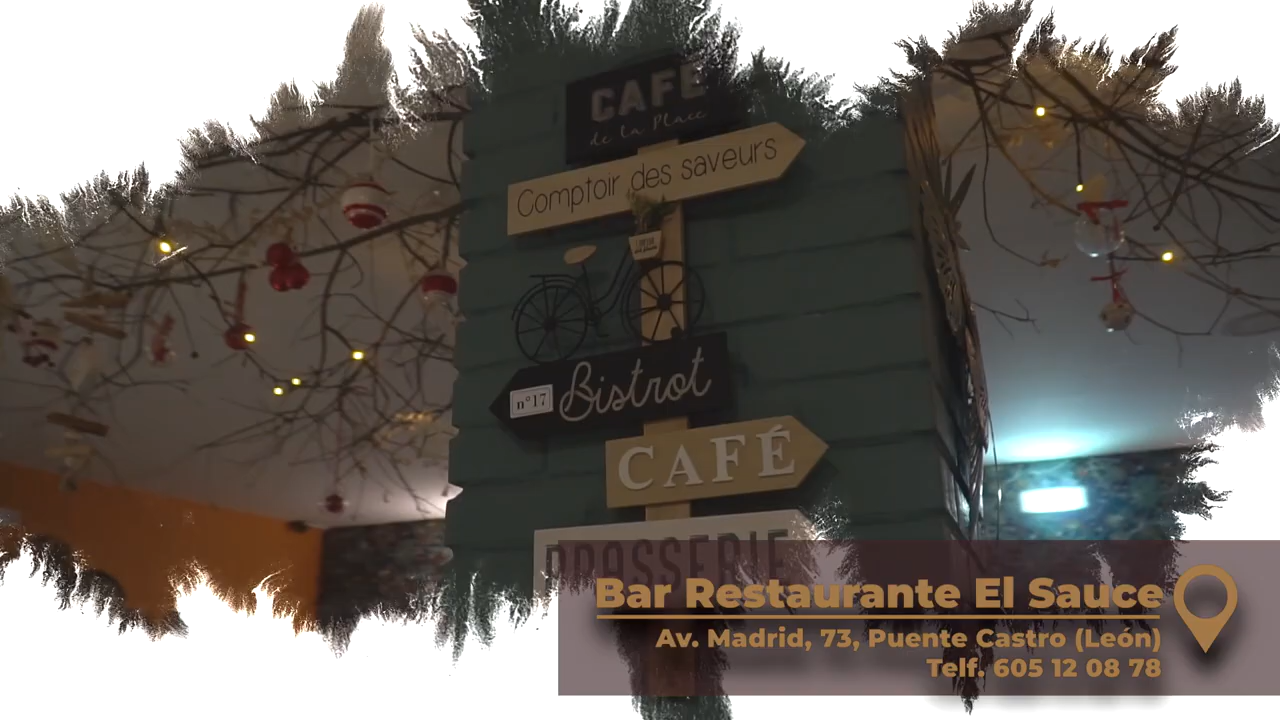 CAFÉ
de la Place
Comptoir des saveurs
n°17
Bistrot
CAFÉ
BRASSERIE
Bar Restaurante El Sauce
Av. Madrid, 73, Puente Castro (León)
Telf. 605 12 08 78